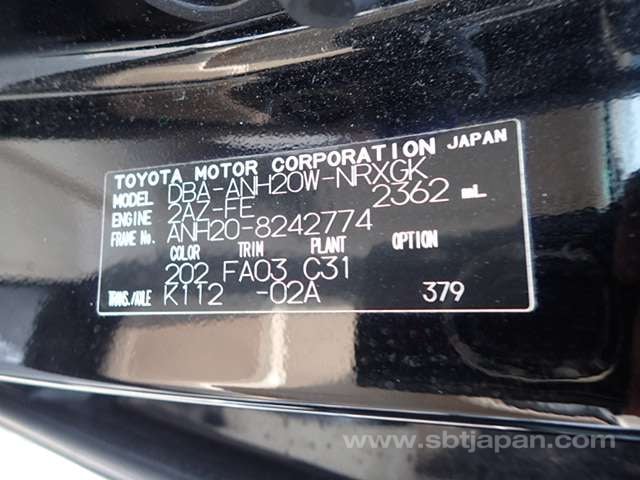 TOYOTA MOTOR CORPORATION JAPAN
MODEL DBA-ANH20W-NRXGK
ENGINE 2AZ-FE 2362 mL
FRAME No. ANH20-8242774
COLOR TRIM PLANT OPTION
202 FA03 C31
TRANS./AXLE K112 -02A 379
www.sbtjapan.com